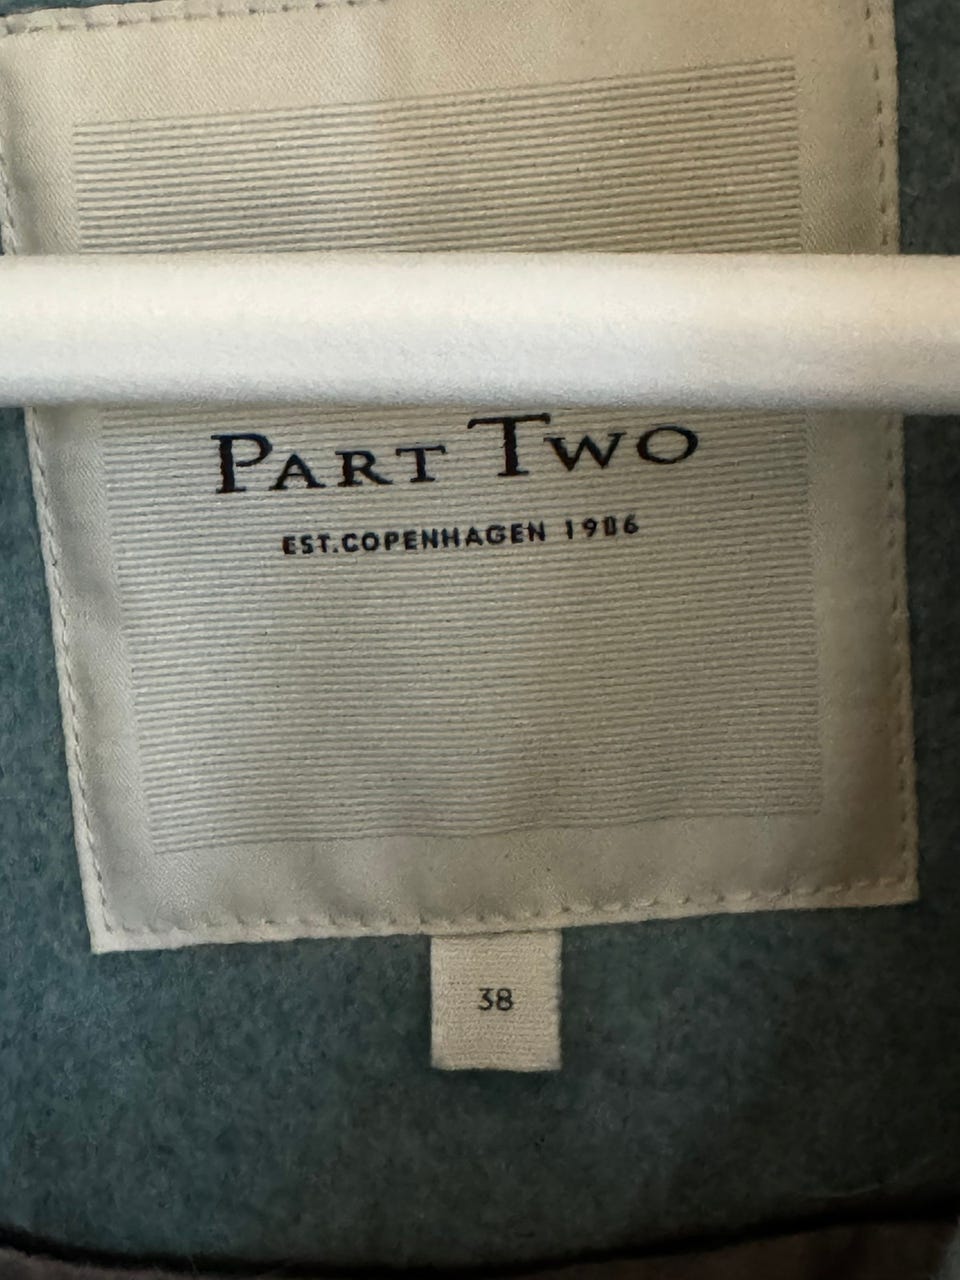 PART TWO
EST.COPENHAGEN 1986
38